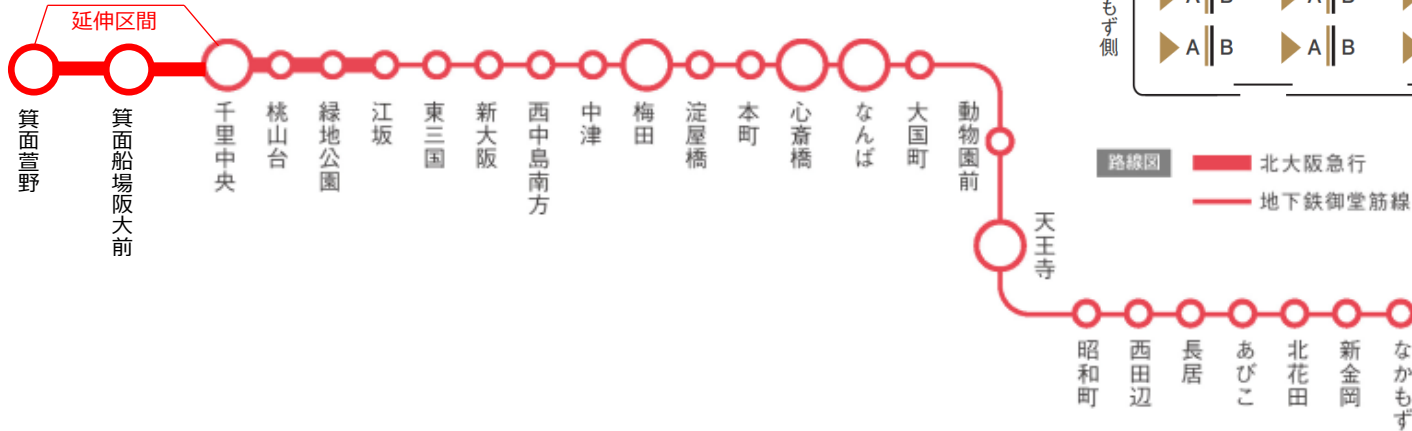 延伸区間
箕面萱野
箕面船場阪大前
千里中央
桃山台
緑地公園
江坂
東三国
新大阪
西中島南方
中津
梅田
淀屋橋
本町
心斎橋
なんば
大国町
動物園前
天王寺
昭和町
西田辺
長居
あびこ
北花田
新金岡
なかもず
もず側
A B
A B
A B
A B
路線図
北大阪急行
地下鉄御堂筋線